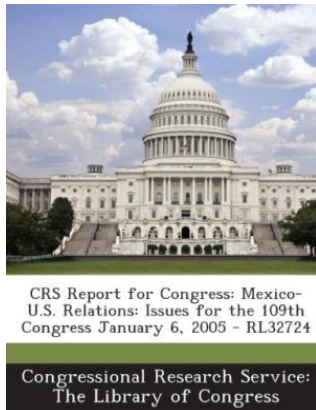 CRS Report for Congress: Mexico-
U.S. Relations: Issues for the 109th
Congress January 6, 2005 - RL32724
Congressional Research Service:
The Library of Congress